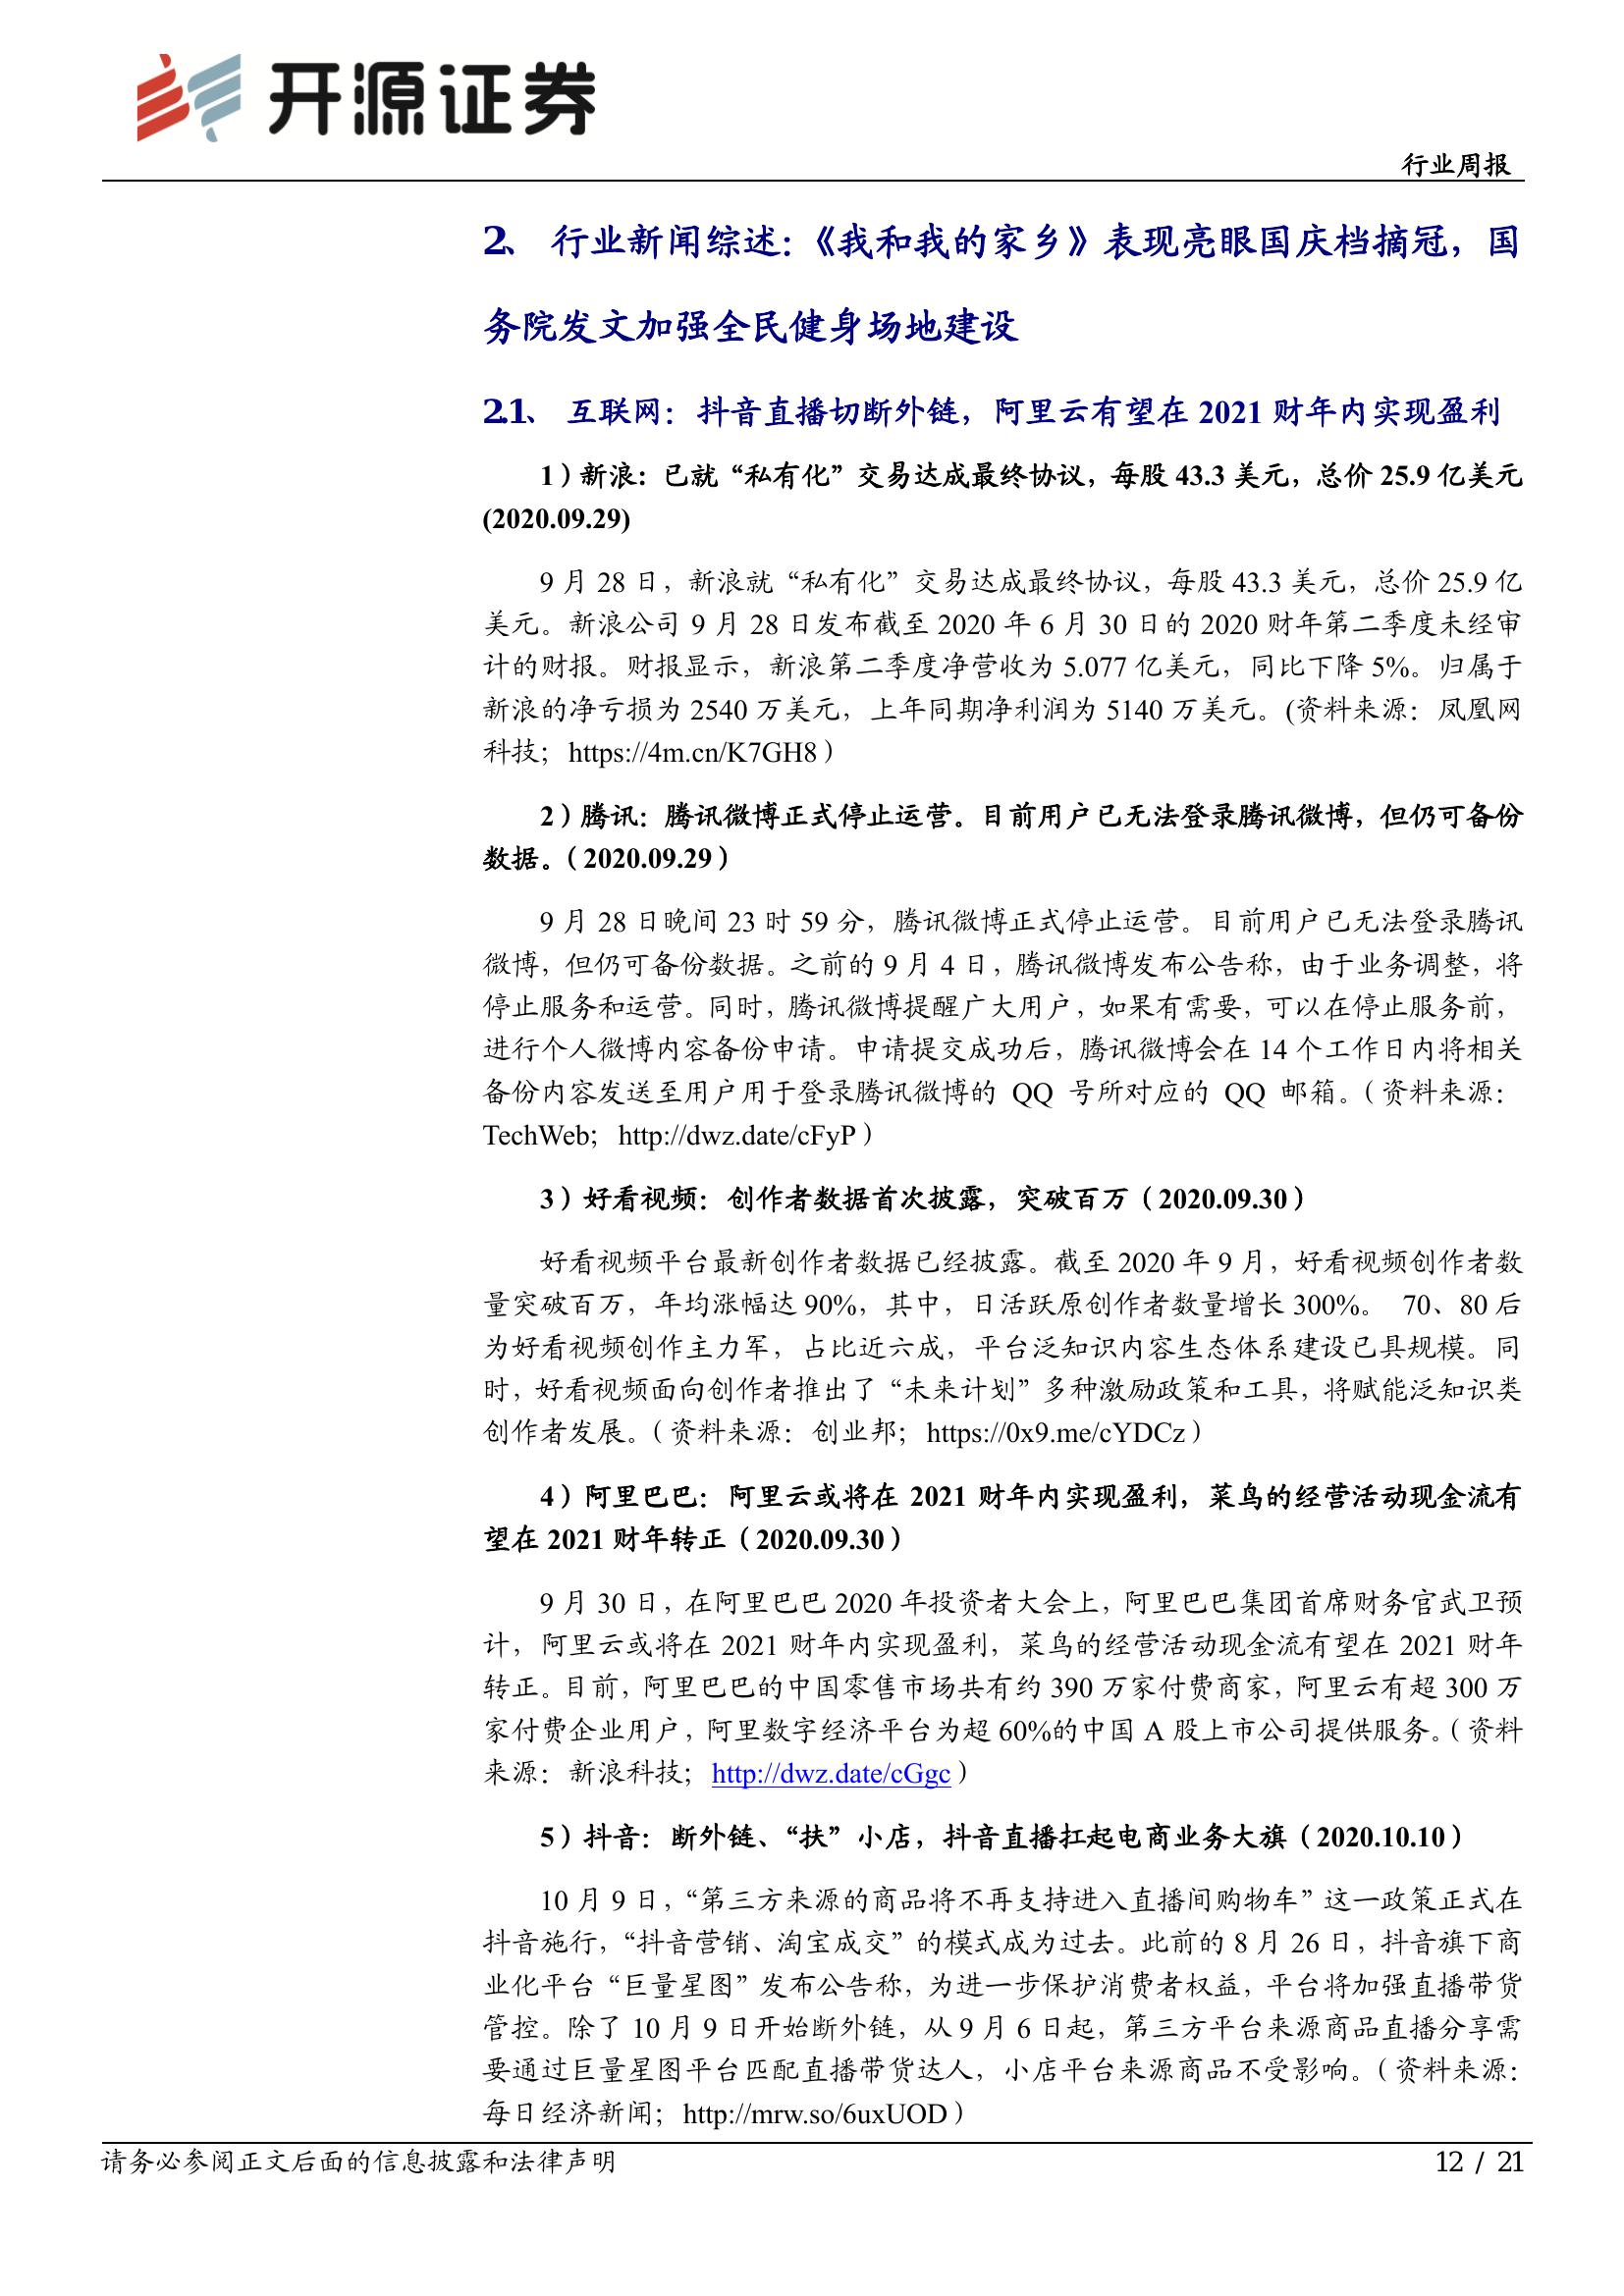 开源证券
行业周报
2、 行业新闻综述：《我和我的家乡》表现亮眼国庆档摘冠，国
务院发文加强全民健身场地建设
2.1、 互联网：抖音直播切断外链，阿里云有望在 2021 财年内实现盈利
1）新浪：已就“私有化”交易达成最终协议，每股 43.3 美元，总价 25.9 亿美元
(2020.09.29)
9 月 28 日，新浪就“私有化”交易达成最终协议，每股 43.3 美元，总价 25.9 亿
美元。新浪公司 9 月 28 日发布截至 2020 年 6 月 30 日的 2020 财年第二季度未经审
计的财报。财报显示，新浪第二季度净营收为 5.077 亿美元，同比下降 5%。归属于
新浪的净亏损为 2540 万美元，上年同期净利润为 5140 万美元。(资料来源：凤凰网
科技；https://4m.cn/K7GH8）
2）腾讯：腾讯微博正式停止运营。目前用户已无法登录腾讯微博，但仍可备份
数据。（2020.09.29）
9 月 28 日晚间 23 时 59 分，腾讯微博正式停止运营。目前用户已无法登录腾讯
微博，但仍可备份数据。之前的 9 月 4 日，腾讯微博发布公告称，由于业务调整，将
停止服务和运营。同时，腾讯微博提醒广大用户，如果有需要，可以在停止服务前，
进行个人微博内容备份申请。申请提交成功后，腾讯微博会在 14 个工作日内将相关
备份内容发送至用户用于登录腾讯微博的 QQ 号所对应的 QQ 邮箱。（资料来源：
TechWeb；http://dwz.date/cFyP）
3）好看视频：创作者数据首次披露，突破百万（2020.09.30）
好看视频平台最新创作者数据已经披露。截至 2020 年 9 月，好看视频创作者数
量突破百万，年均涨幅达 90%，其中，日活跃原创作者数量增长 300%。 70、80 后
为好看视频创作主力军，占比近六成，平台泛知识内容生态体系建设已具规模。同
时，好看视频面向创作者推出了“未来计划”多种激励政策和工具，将赋能泛知识类
创作者发展。（资料来源：创业邦；https://0x9.me/cYDCz）
4）阿里巴巴：阿里云或将在 2021 财年内实现盈利，菜鸟的经营活动现金流有
望在 2021 财年转正（2020.09.30）
9 月 30 日，在阿里巴巴 2020 年投资者大会上，阿里巴巴集团首席财务官武卫预
计，阿里云或将在 2021 财年内实现盈利，菜鸟的经营活动现金流有望在 2021 财年
转正。目前，阿里巴巴的中国零售市场共有约 390 万家付费商家，阿里云有超 300 万
家付费企业用户，阿里数字经济平台为超 60%的中国 A 股上市公司提供服务。（资料
来源：新浪科技；http://dwz.date/cGgc）
5）抖音： 断外链、“扶”小店，抖音直播扛起电商业务大旗（2020.10.10）
10 月 9 日，“第三方来源的商品将不再支持进入直播间购物车”这一政策正式在
抖音施行，“抖音营销、淘宝成交”的模式成为过去。此前的 8 月 26 日，抖音旗下商
业化平台“巨量星图”发布公告称，为进一步保护消费者权益，平台将加强直播带货
管控。除了 10 月 9 日开始断外链，从 9 月 6 日起，第三方平台来源商品直播分享需
要通过巨量星图平台匹配直播带货达人，小店平台来源商品不受影响。（资料来源：
每日经济新闻；http://mrw.so/6uxUOD）
请务必参阅正文后面的信息披露和法律声明
12 / 21